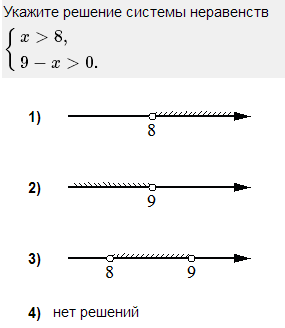 Укажите решение системы неравенств
x > 8,
9 − x > 0.
1)
8
2)
9
3)
8 9
4) нет решений